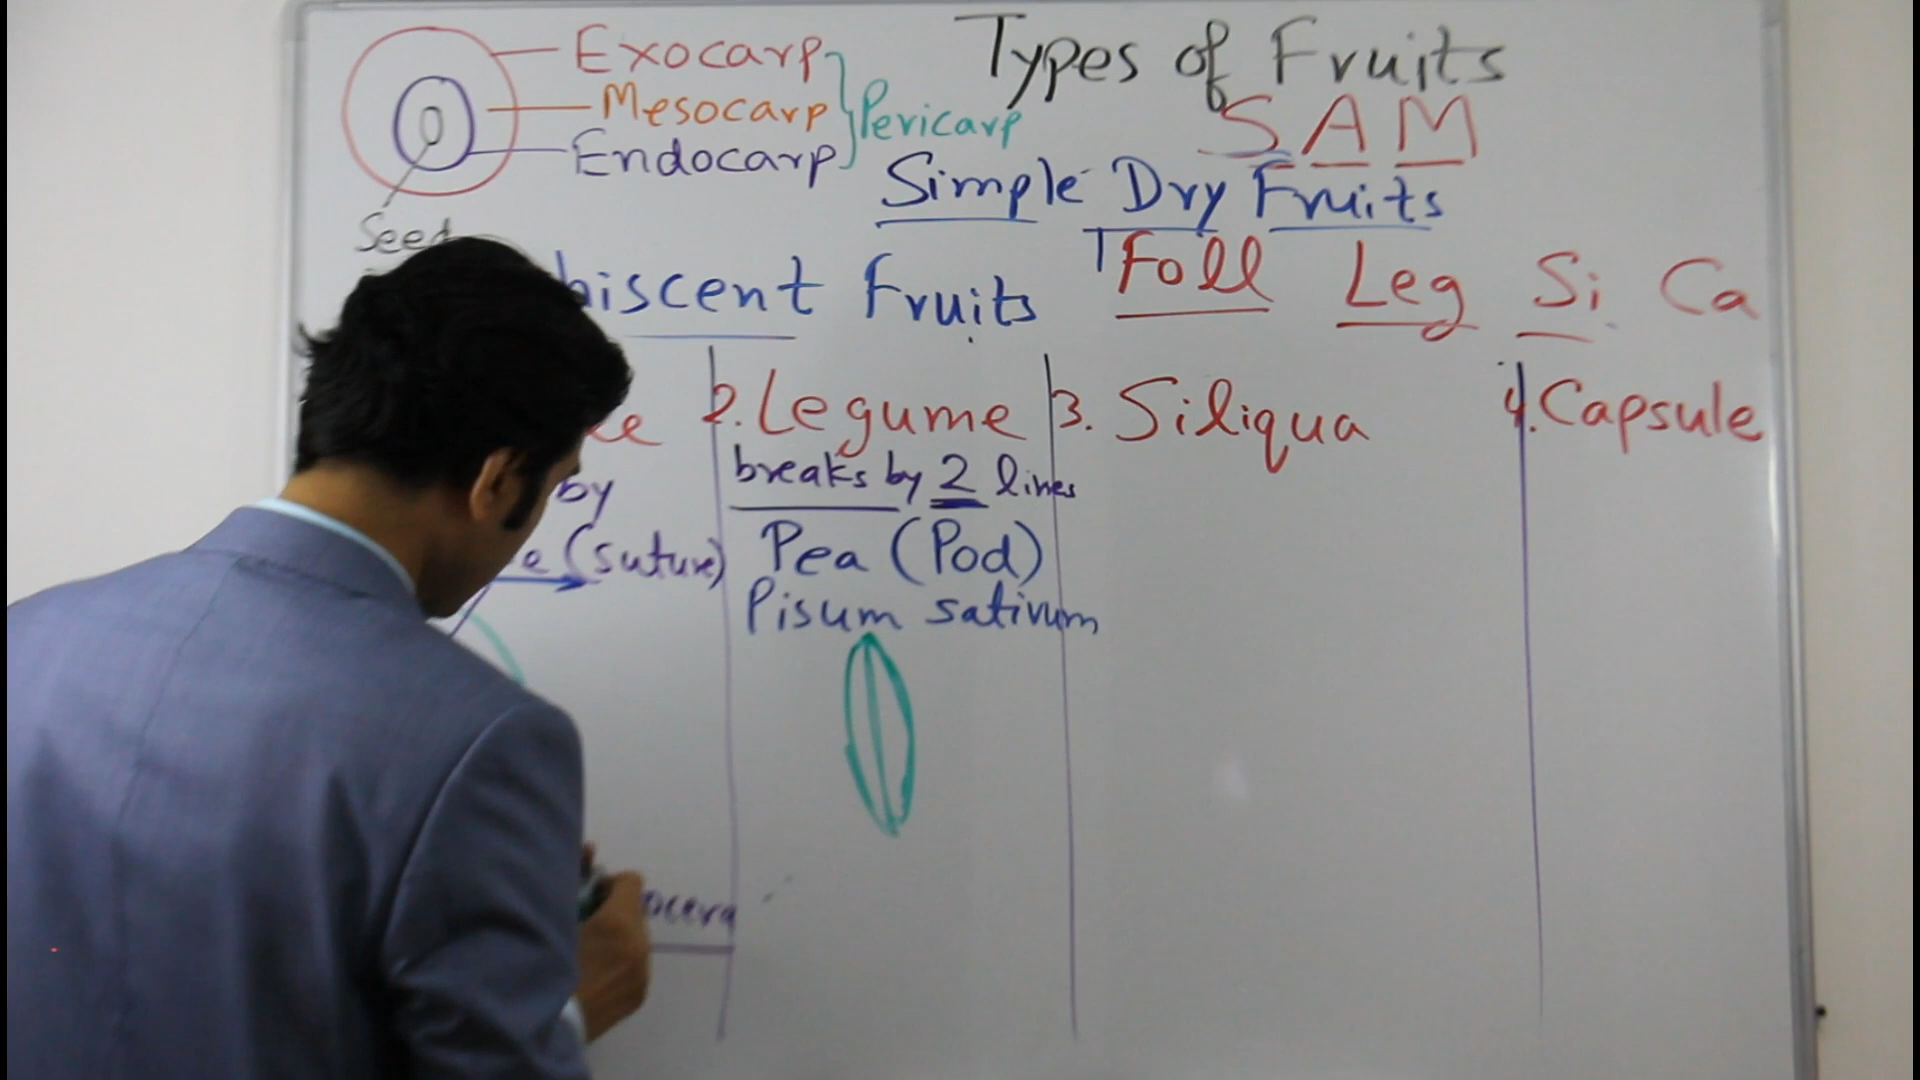 Exocarp
Mesocarp
Endocarp
Pericarp
Seed
Types of Fruits
S A M
Simple Dry Fruits
hiscent Fruits
Foll Leg Si Ca
2. Legume
breaks by 2 lines
Pea (Pod)
Pisum sativum
3. Siliqua
4. Capsule
by
(suture)